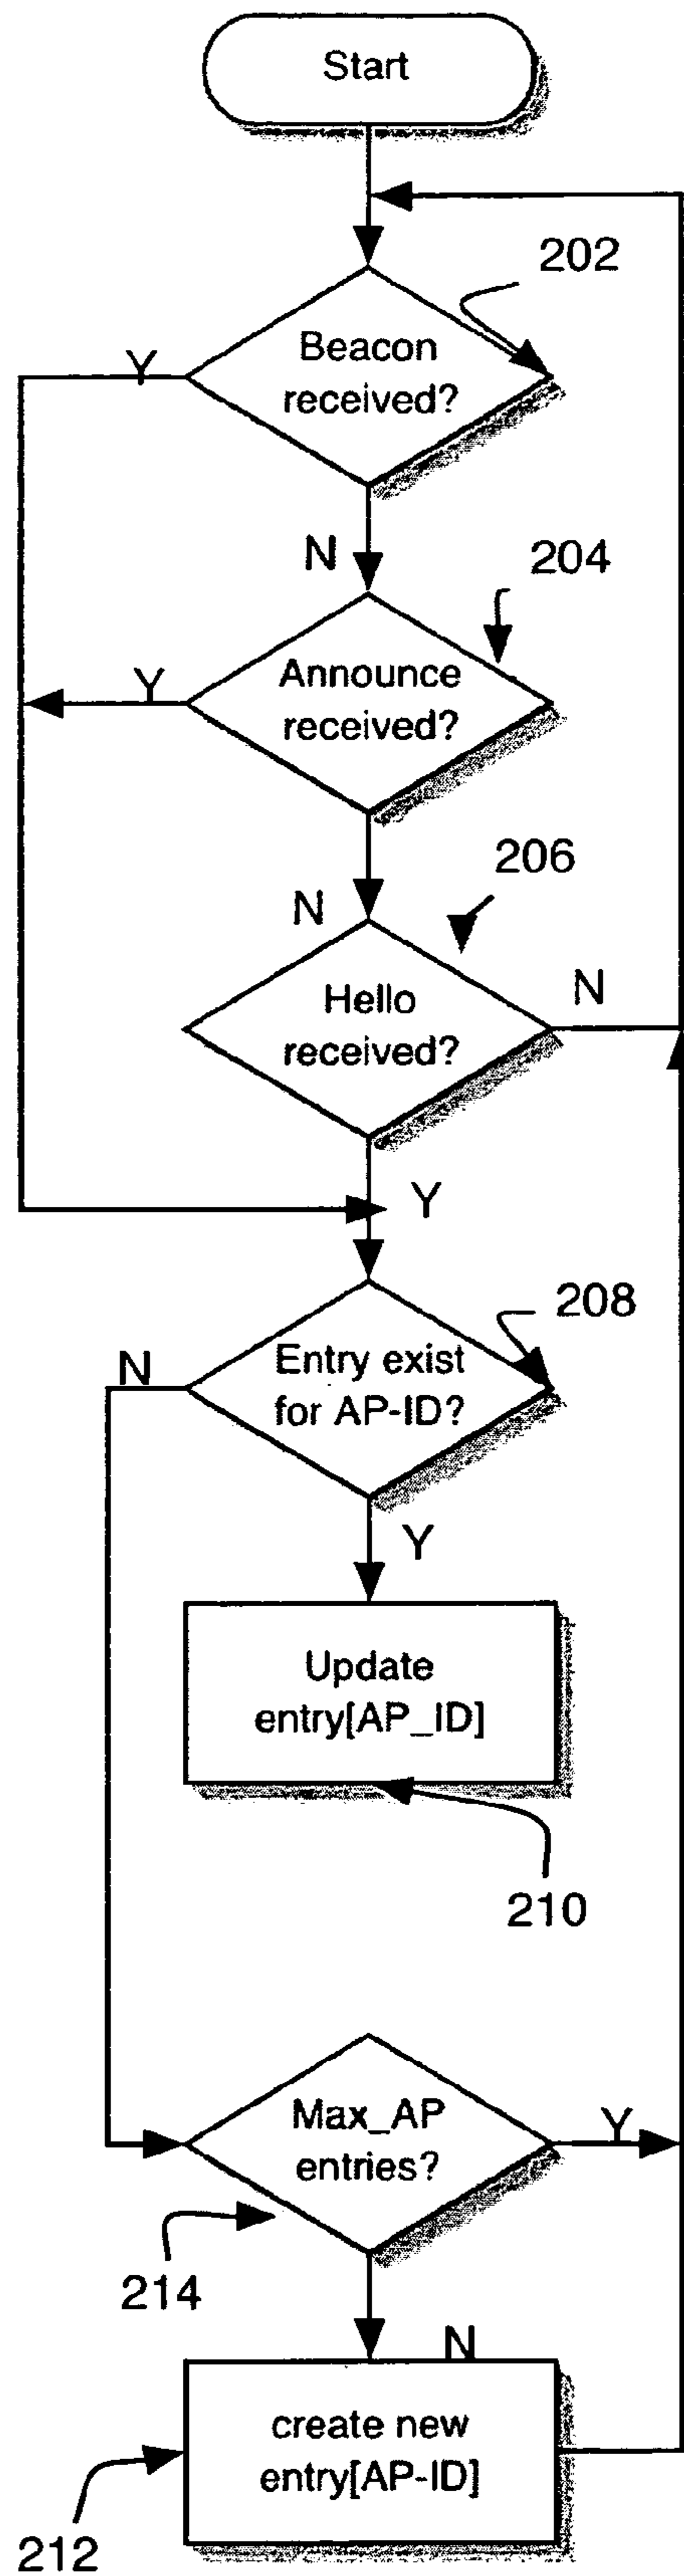 Start
202
Beacon
received?
Y
N
204
Announce
received?
Y
N
206
Hello
received?
N
Y
208
Entry exist
for AP-ID?
N
Y
Update
entry[AP_ID]
210
Max_AP
entries?
Y
214
N
create new
entry[AP-ID]
212